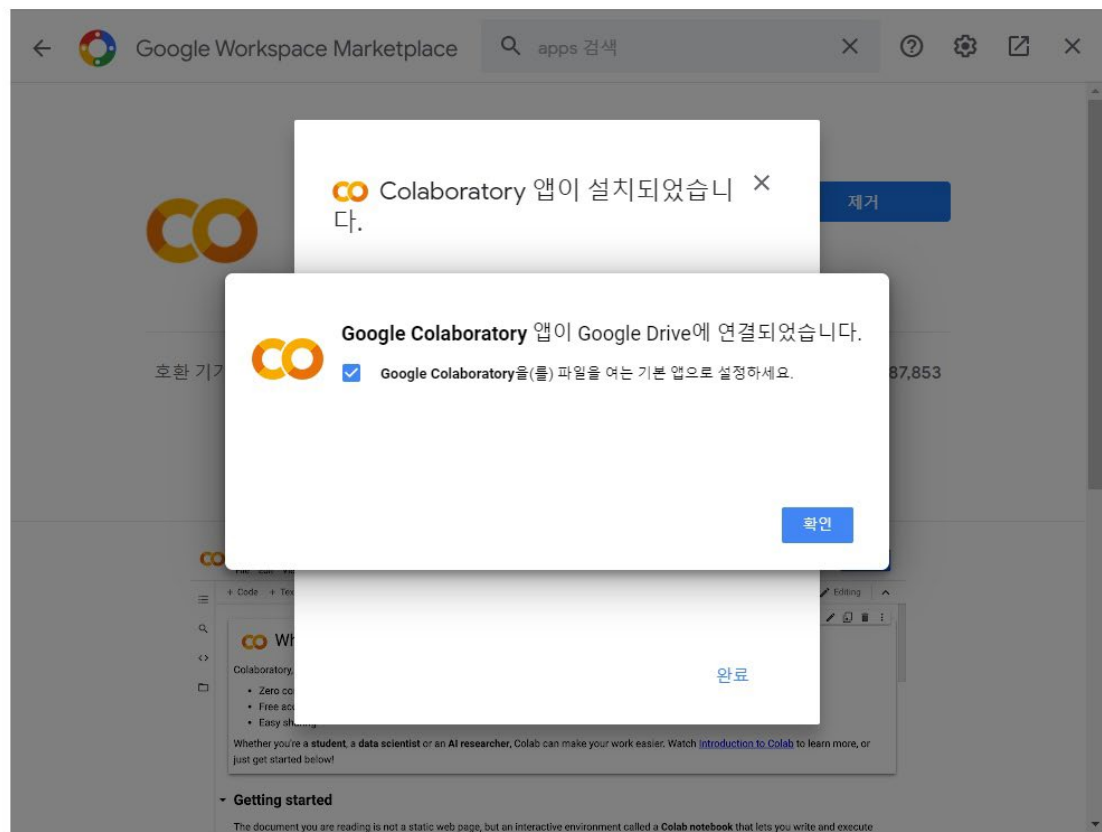 Google Workspace Marketplace
apps 검색
Colaboratory 앱이 설치되었습니
다.
제거
Google Colaboratory 앱이 Google Drive에 연결되었습니다.
호환 기기
Google Colaboratory을(를) 파일을 여는 기본 앱으로 설정하세요.
87,853
확인
+ Code + Tex
Editing
Wh
Colaboratory,
• Zero co
• Free acc
• Easy sharing
완료
Whether you're a student, a data scientist or an AI researcher, Colab can make your work easier. Watch Introduction to Colab to learn more, or
just get started below!
Getting started
The document you are reading is not a static web page, but an interactive environment called a Colab notebook that lets you write and execute